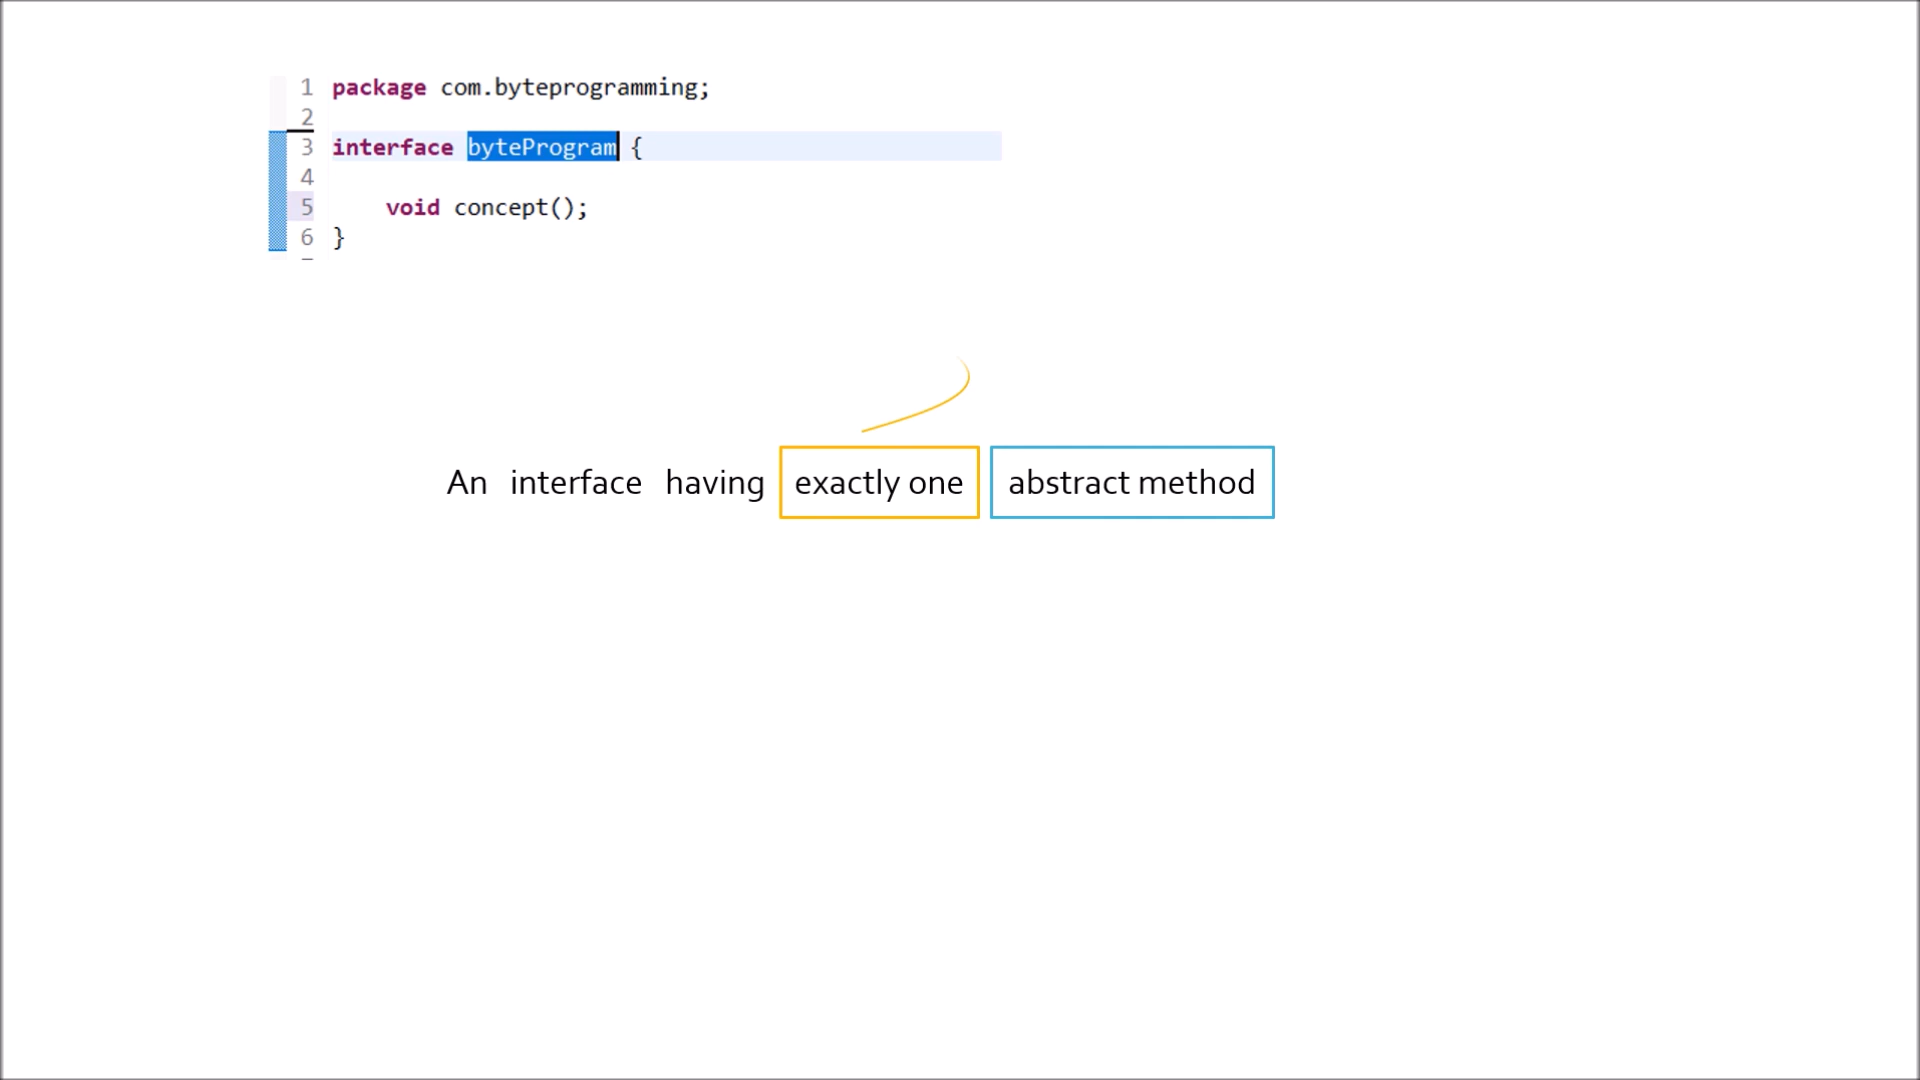 1 package com.byteprogramming;
2
3 interface byteProgram {
4
5 void concept();
6 }
An interface having exactly one abstract method